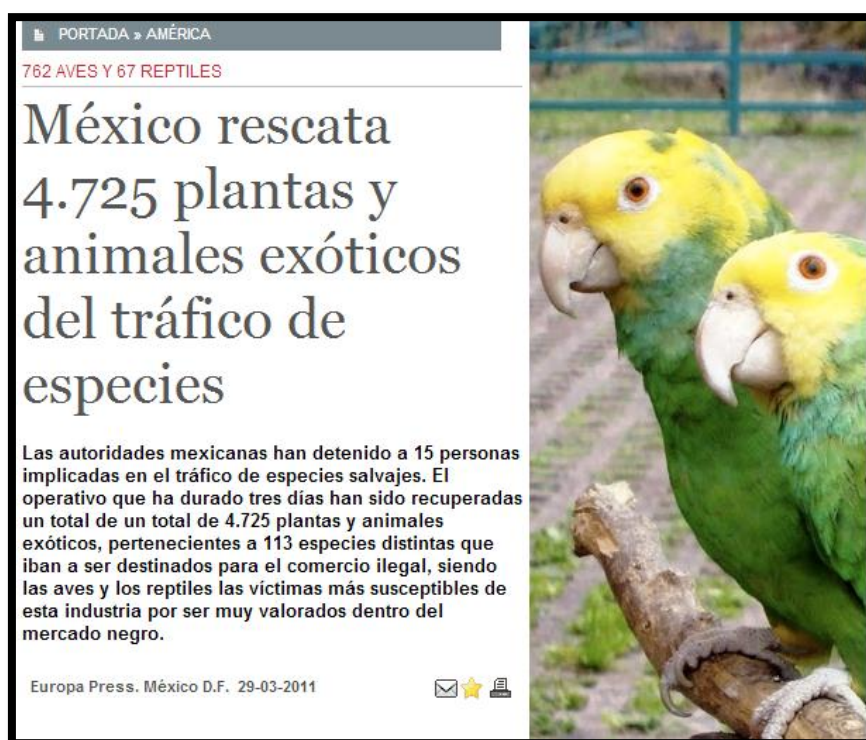 PORTADA » AMÉRICA
762 AVES Y 67 REPTILES
México rescata
4.725 plantas y
animales exóticos
del tráfico de
especies
Las autoridades mexicanas han detenido a 15 personas
implicadas en el tráfico de especies salvajes. El
operativo que ha durado tres días han sido recuperadas
un total de un total de 4.725 plantas y animales
exóticos, pertenecientes a 113 especies distintas que
iban a ser destinados para el comercio ilegal, siendo
las aves y los reptiles las víctimas más susceptibles de
esta industria por ser muy valorados dentro del
mercado negro.
Europa Press. México D.F. 29-03-2011